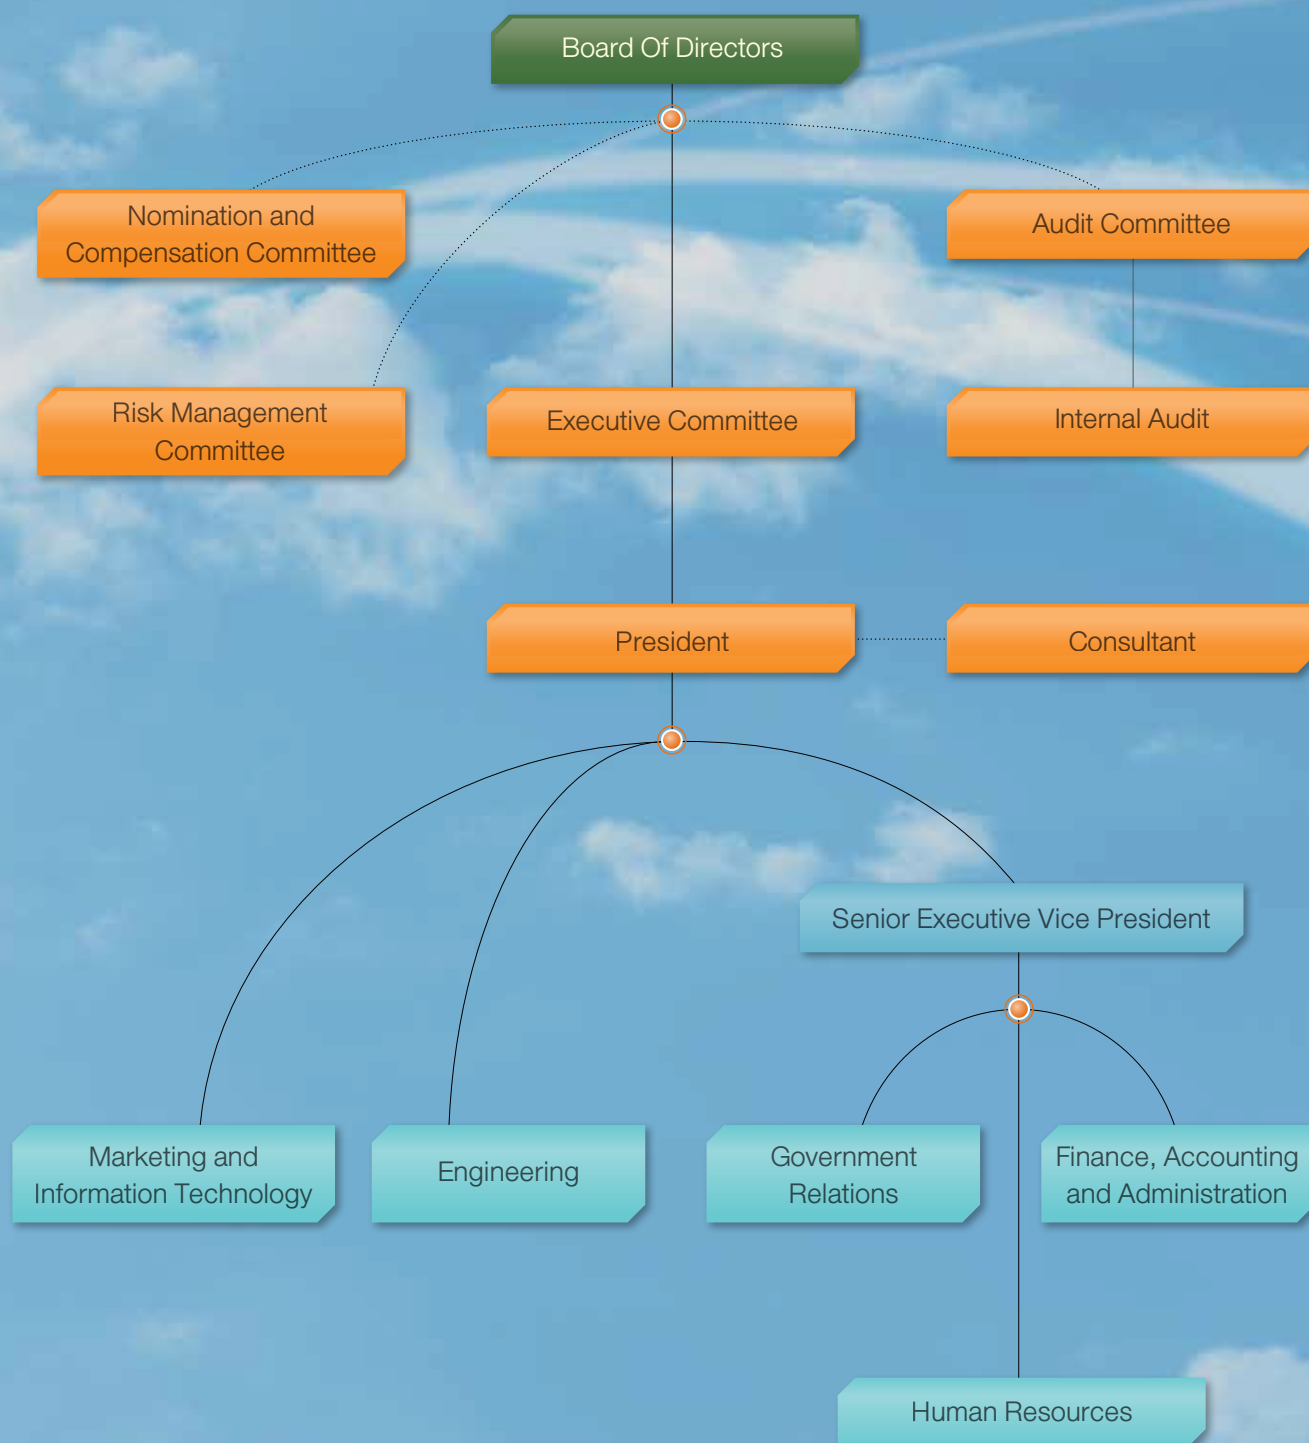 Board Of Directors
Nomination and
Compensation Committee
Audit Committee
Risk Management
Committee
Executive Committee
Internal Audit
President
Consultant
Senior Executive Vice President
Marketing and
Information Technology
Engineering
Government
Relations
Finance, Accounting
and Administration
Human Resources